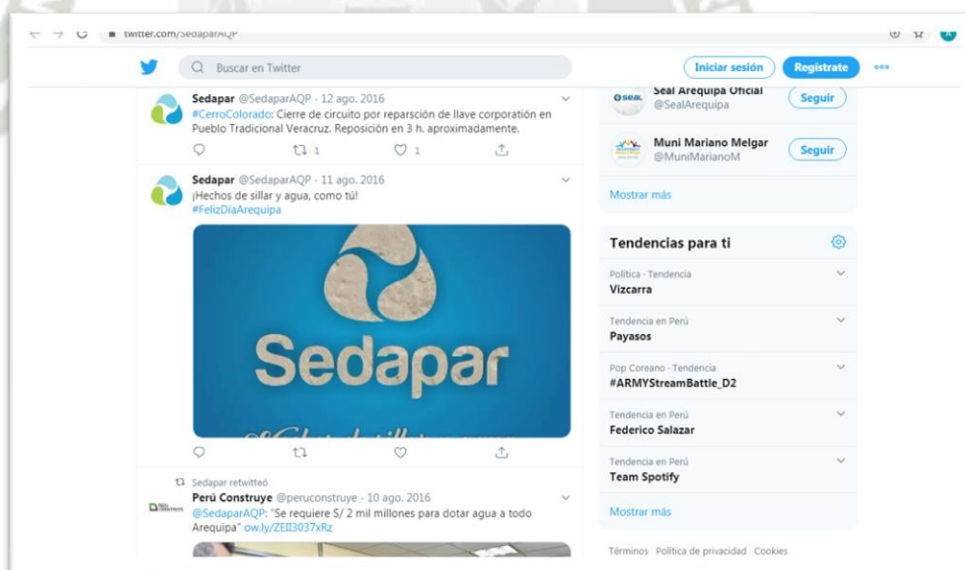 twitter.com/SedaparAQP
Buscar en Twitter
Iniciar sesión
Regístrate
Sedapar @SedaparAQP · 12 ago. 2016
#CerroColorado: Cierre de circuito por reparsción de llave corporatión en
Pueblo Tradicional Veracruz. Reposición en 3 h. aproximadamente.
1
1
Sedapar @SedaparAQP · 11 ago. 2016
¡Hechos de sillar y agua, como tú!
#FelizDíaArequipa
Sedapar
Sedapar retwitteó
Perú Construye @peruconstruye · 10 ago. 2016
@SedaparAQP: "Se requiere S/ 2 mil millones para dotar agua a todo
Arequipa" ow.ly/ZEII3037xRz
seal
Seal Arequipa Oficial
@SealArequipa
Seguir
Muni Mariano Melgar
@MuniMarianoM
Seguir
Mostrar más
Tendencias para ti
Política · Tendencia
Vizcarra
Tendencia en Perú
Payasos
Pop Coreano · Tendencia
#ARMYStreamBattle_D2
Tendencia en Perú
Federico Salazar
Tendencia en Perú
Team Spotify
Mostrar más
Términos Política de privacidad Cookies